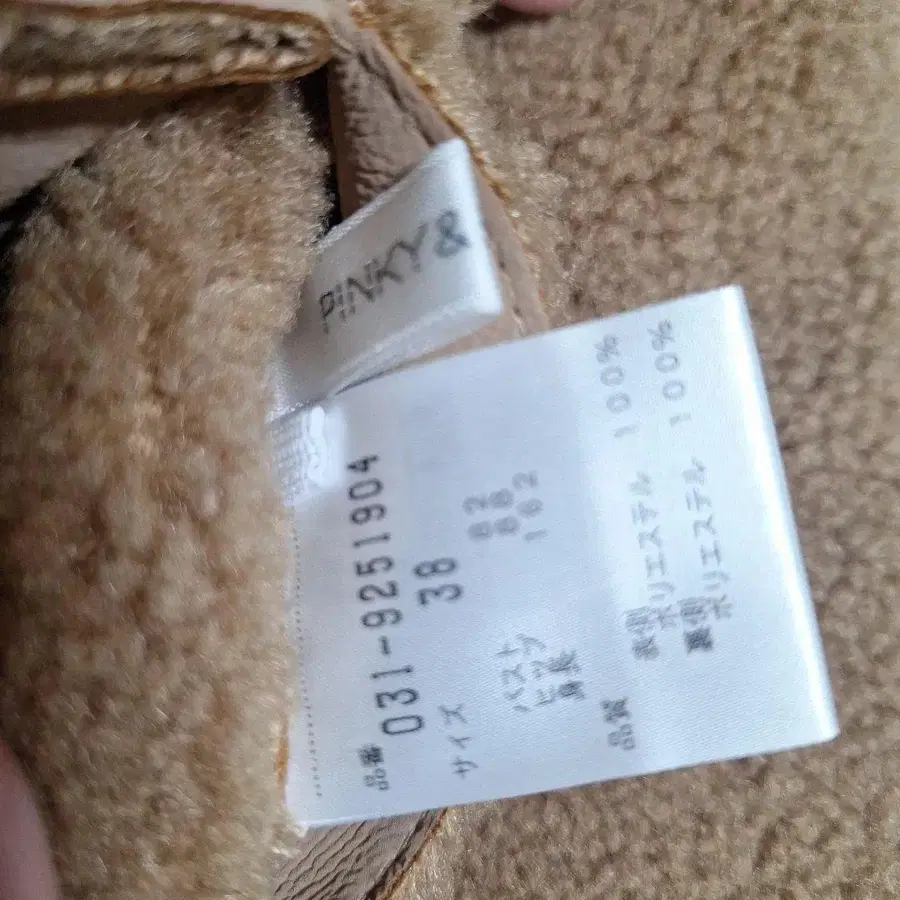 PINKY &
品番
031-9251904
サイズ 38
バスト 82
ヒップ 88
身長 162
品質
表側
ポリエステル 100%
裏側
ポリエステル 100%